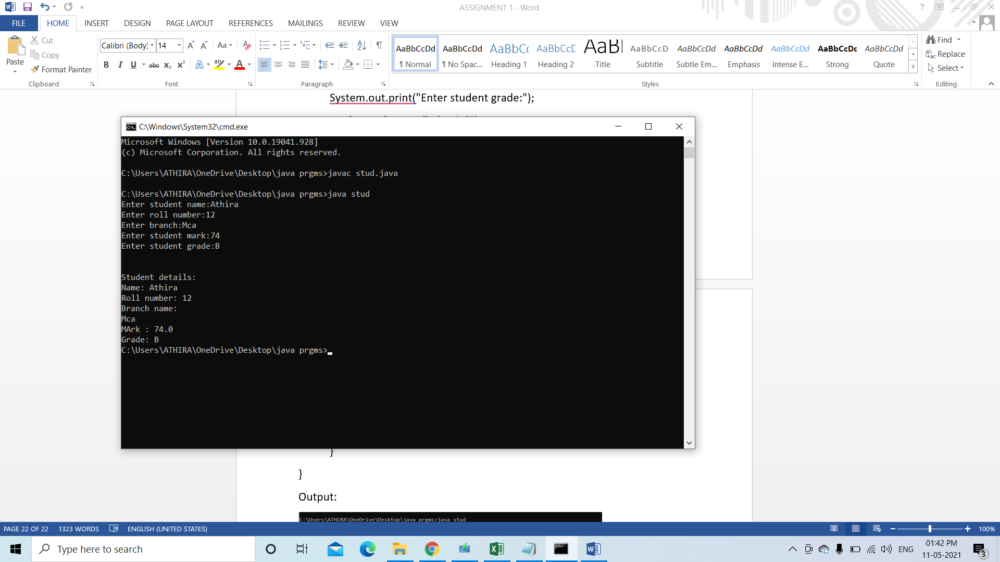 ASSIGNMENT 1 - Word
FILE HOME INSERT DESIGN PAGE LAYOUT REFERENCES MAILINGS REVIEW VIEW
Paste
Cut
Copy
Format Painter
Clipboard
Calibri (Body) 14
Font
Paragraph
AaBbCcDd AaBbCcDd AaBbCc AaBbCcD AaBl AaBbCcD AaBbCcDd AaBbCcDd AaBbCcDd AaBbCcDc AaBbCcDd
¶ Normal ¶ No Spac... Heading 1 Heading 2 Title Subtitle Subtle Em... Emphasis Intense E... Strong Quote
Styles
Find
Replace
Select
Editing
System.out.print("Enter student grade:");
C:\Windows\System32\cmd.exe
Microsoft Windows [Version 10.0.19041.928]
(c) Microsoft Corporation. All rights reserved.
C:\Users\ATHIRA\OneDrive\Desktop\java prgms>javac stud.java
C:\Users\ATHIRA\OneDrive\Desktop\java prgms>java stud
Enter student name:Athira
Enter roll number:12
Enter branch:Mca
Enter student mark:74
Enter student grade:B
Student details:
Name: Athira
Roll number: 12
Branch name:
Mca
MArk : 74.0
Grade: B
C:\Users\ATHIRA\OneDrive\Desktop\java prgms>
}
}
Output:
C:\Users\ATHIRA\OneDrive\Desktop\java prgms>java stud
PAGE 22 OF 22 1323 WORDS ENGLISH (UNITED STATES) 100%
Type here to search
ENG
01:42 PM
11-05-2021
3